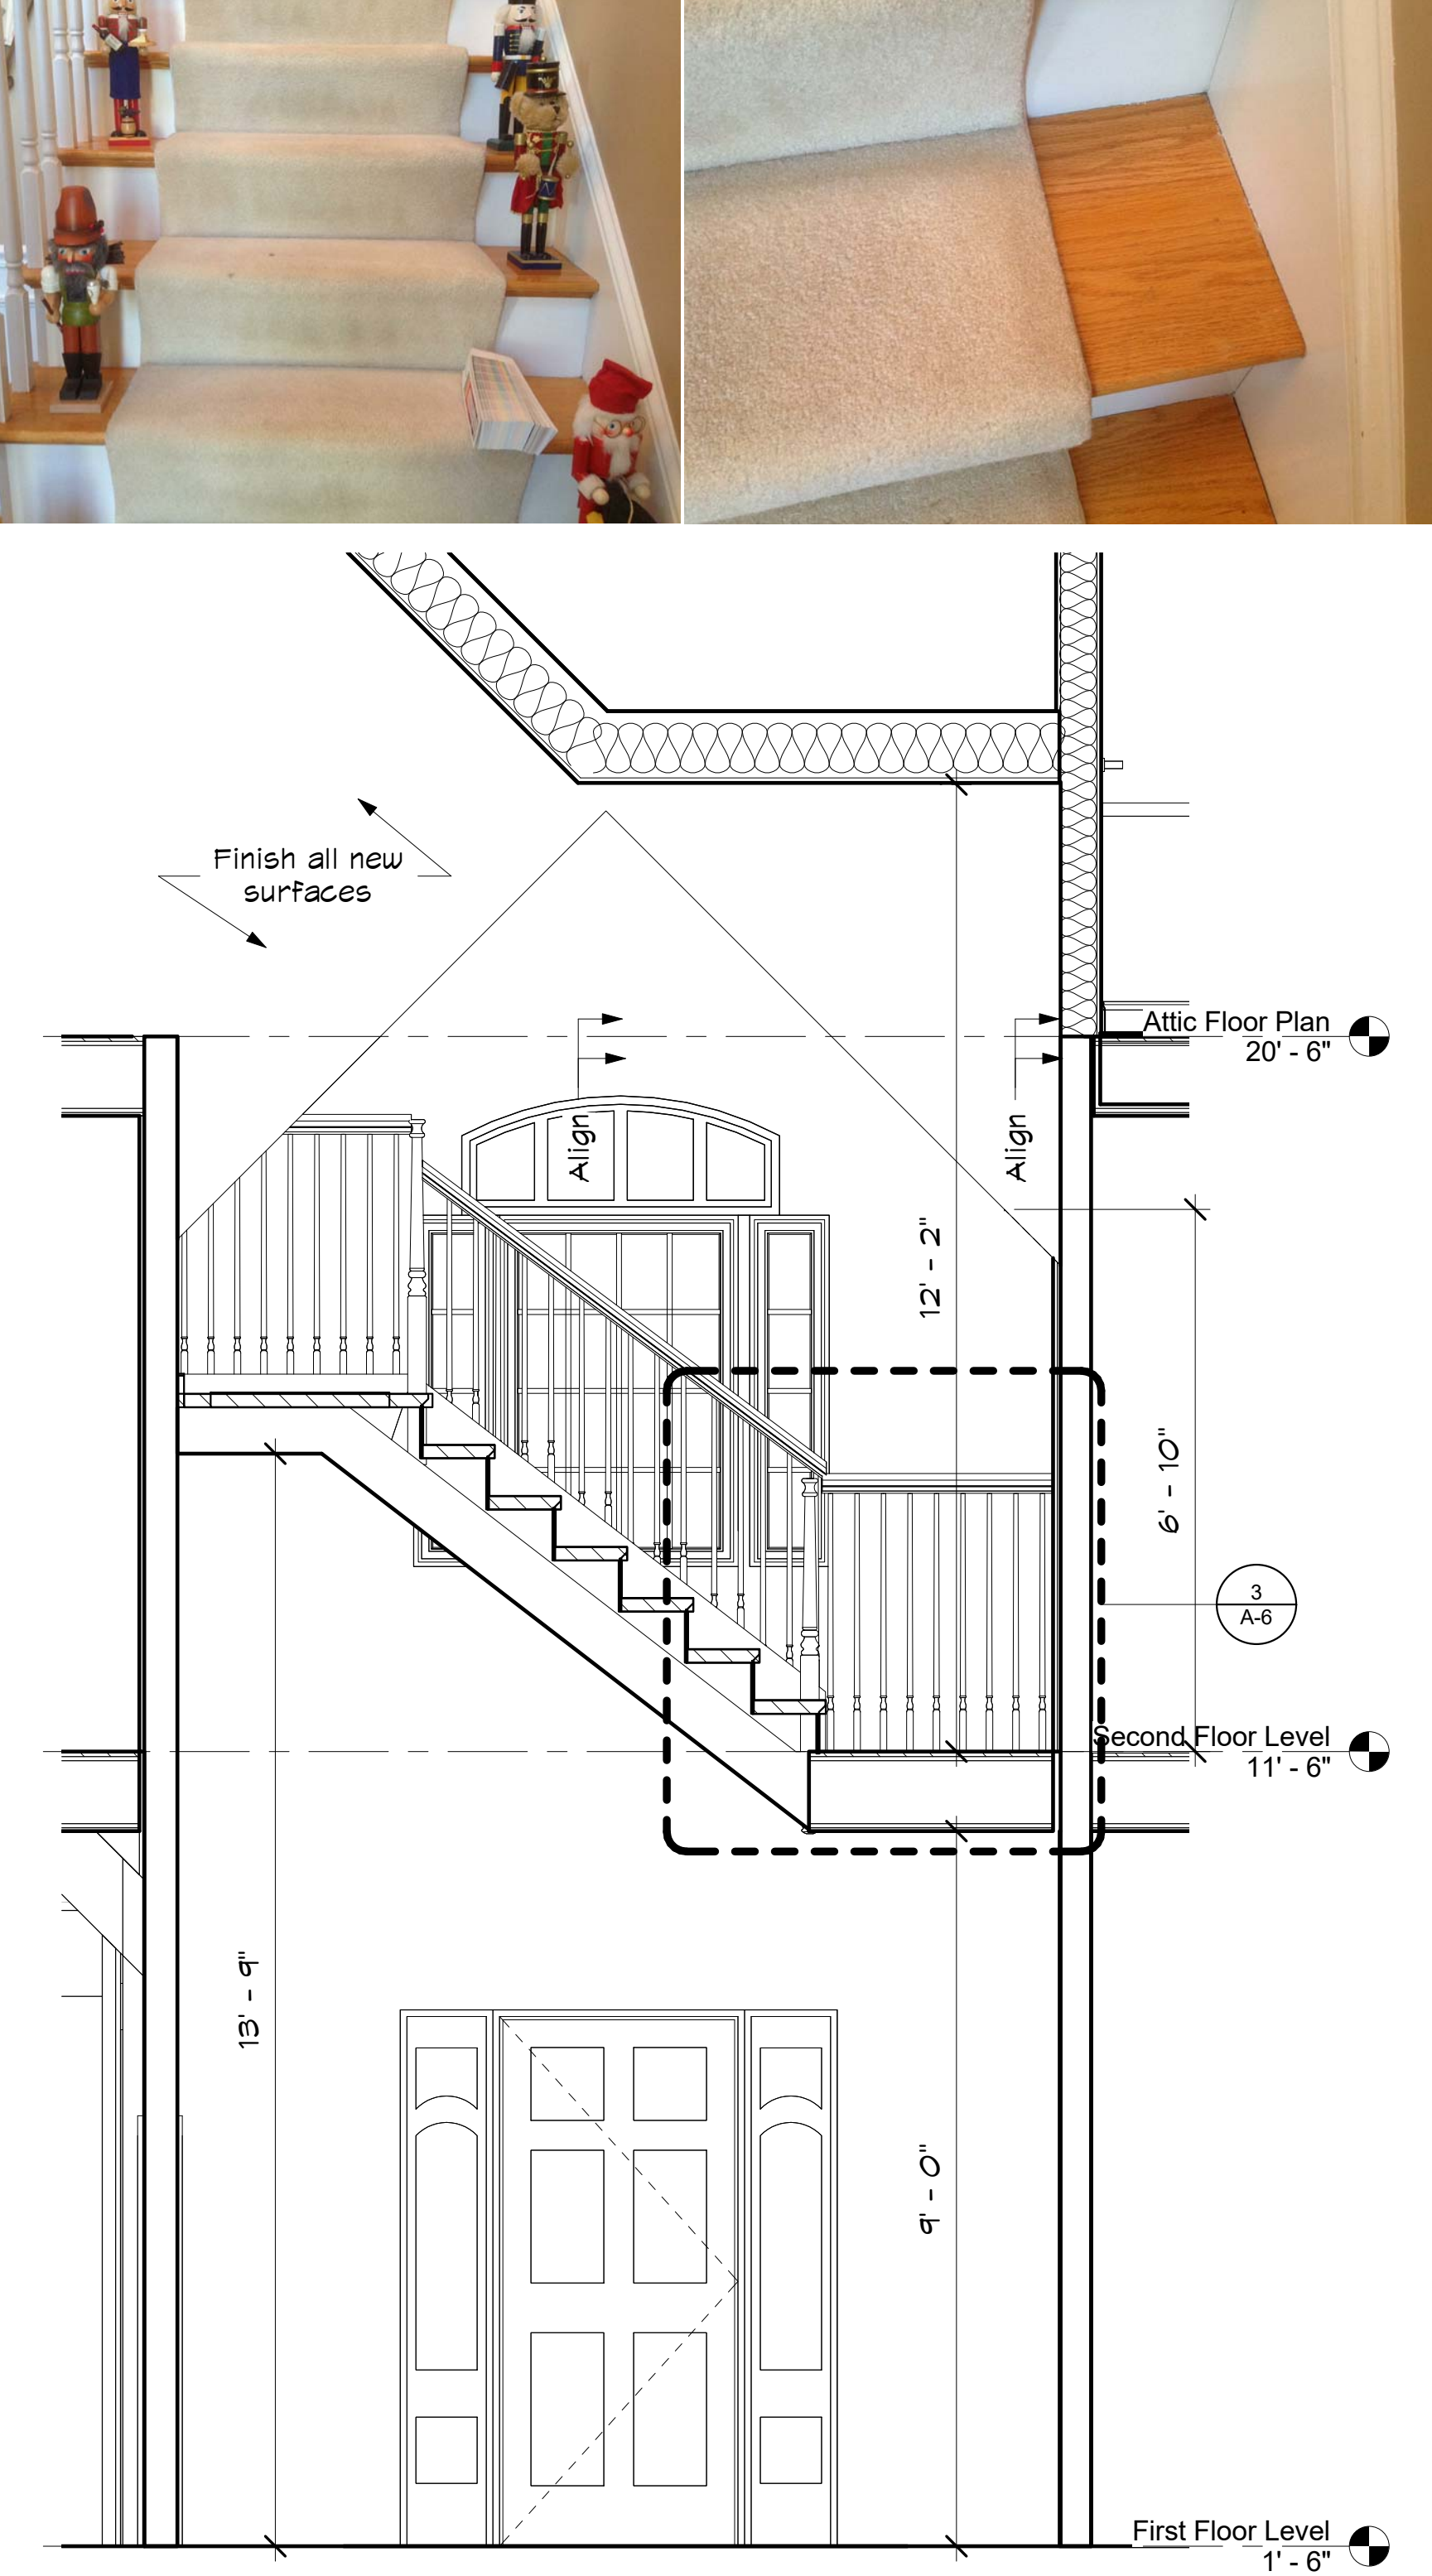 Finish all new
surfaces
Attic Floor Plan
20' - 6"
Align
Align
12' - 2"
6' - 10"
3
A-6
Second Floor Level
11' - 6"
13' - 9"
9' - 0"
First Floor Level
1' - 6"